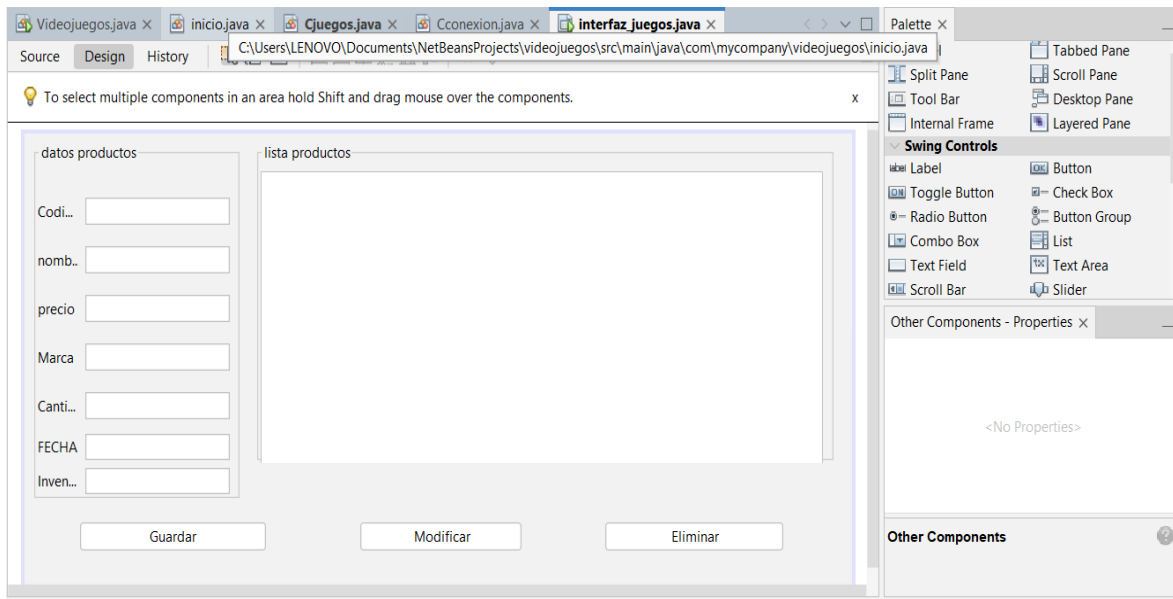 Videojuegos.java
inicio.java
Cjuegos.java
Cconexion.java
interfaz_juegos.java
Palette
C:\Users\LENOVO\Documents\NetBeansProjects\videojuegos\src\main\java\com\mycompany\videojuegos\inicio.java
Source Design History
Tabbed Pane
Split Pane Scroll Pane
Tool Bar Desktop Pane
Internal Frame Layered Pane
To select multiple components in an area hold Shift and drag mouse over the components. x
Swing Controls
label Label OK Button
ON Toggle Button Check Box
Radio Button Button Group
Combo Box List
Text Field Text Area
Scroll Bar Slider
datos productos
lista productos
Codi...
nomb..
precio
Marca
Canti...
FECHA
Inven...
Guardar Modificar Eliminar
Other Components - Properties
<No Properties>
Other Components
?